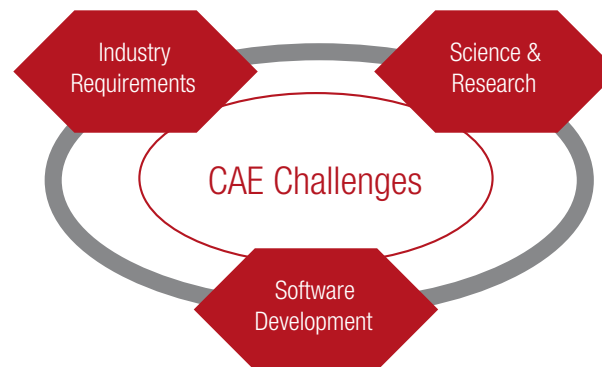 Industry
Requirements
Science &
Research
CAE Challenges
Software
Development